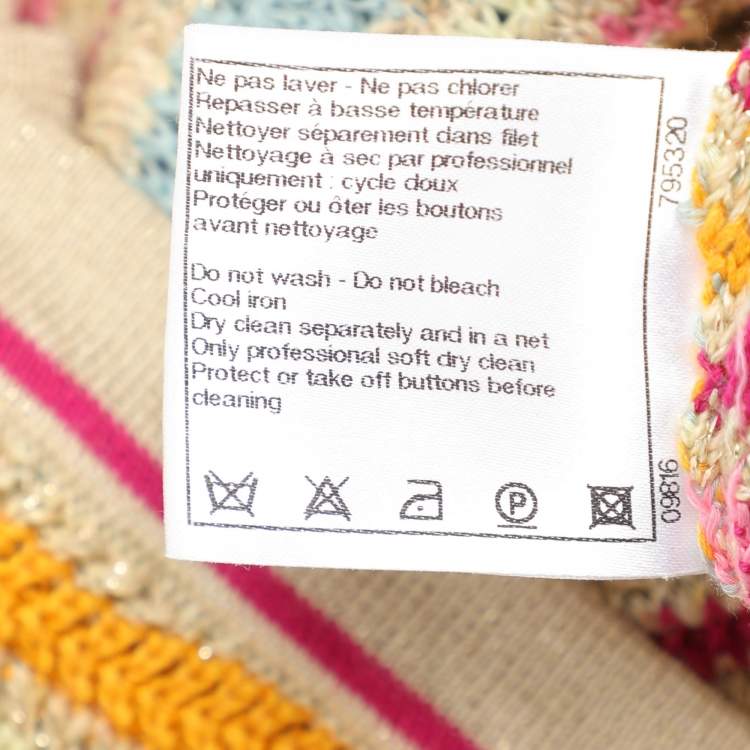 Ne pas laver - Ne pas chlorer
Repasser à basse température
Nettoyer séparement dans filet
Nettoyage à sec par professionnel
uniquement : cycle doux
Protéger ou ôter les boutons
avant nettoyage
Do not wash - Do not bleach
Cool iron
Dry clean separately and in a net
Only professional soft dry clean
Protect or take off buttons before
cleaning
P
795320
09816